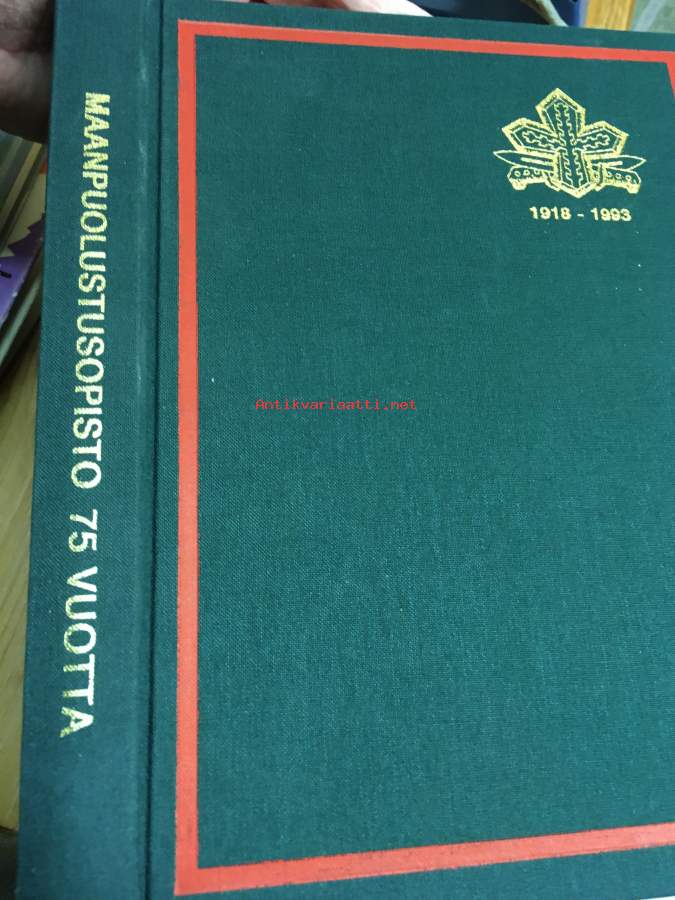 MAANPUOLUSTUSOPISTO 75 VUOTTA
1918 - 1993
Antikvariaatti.net